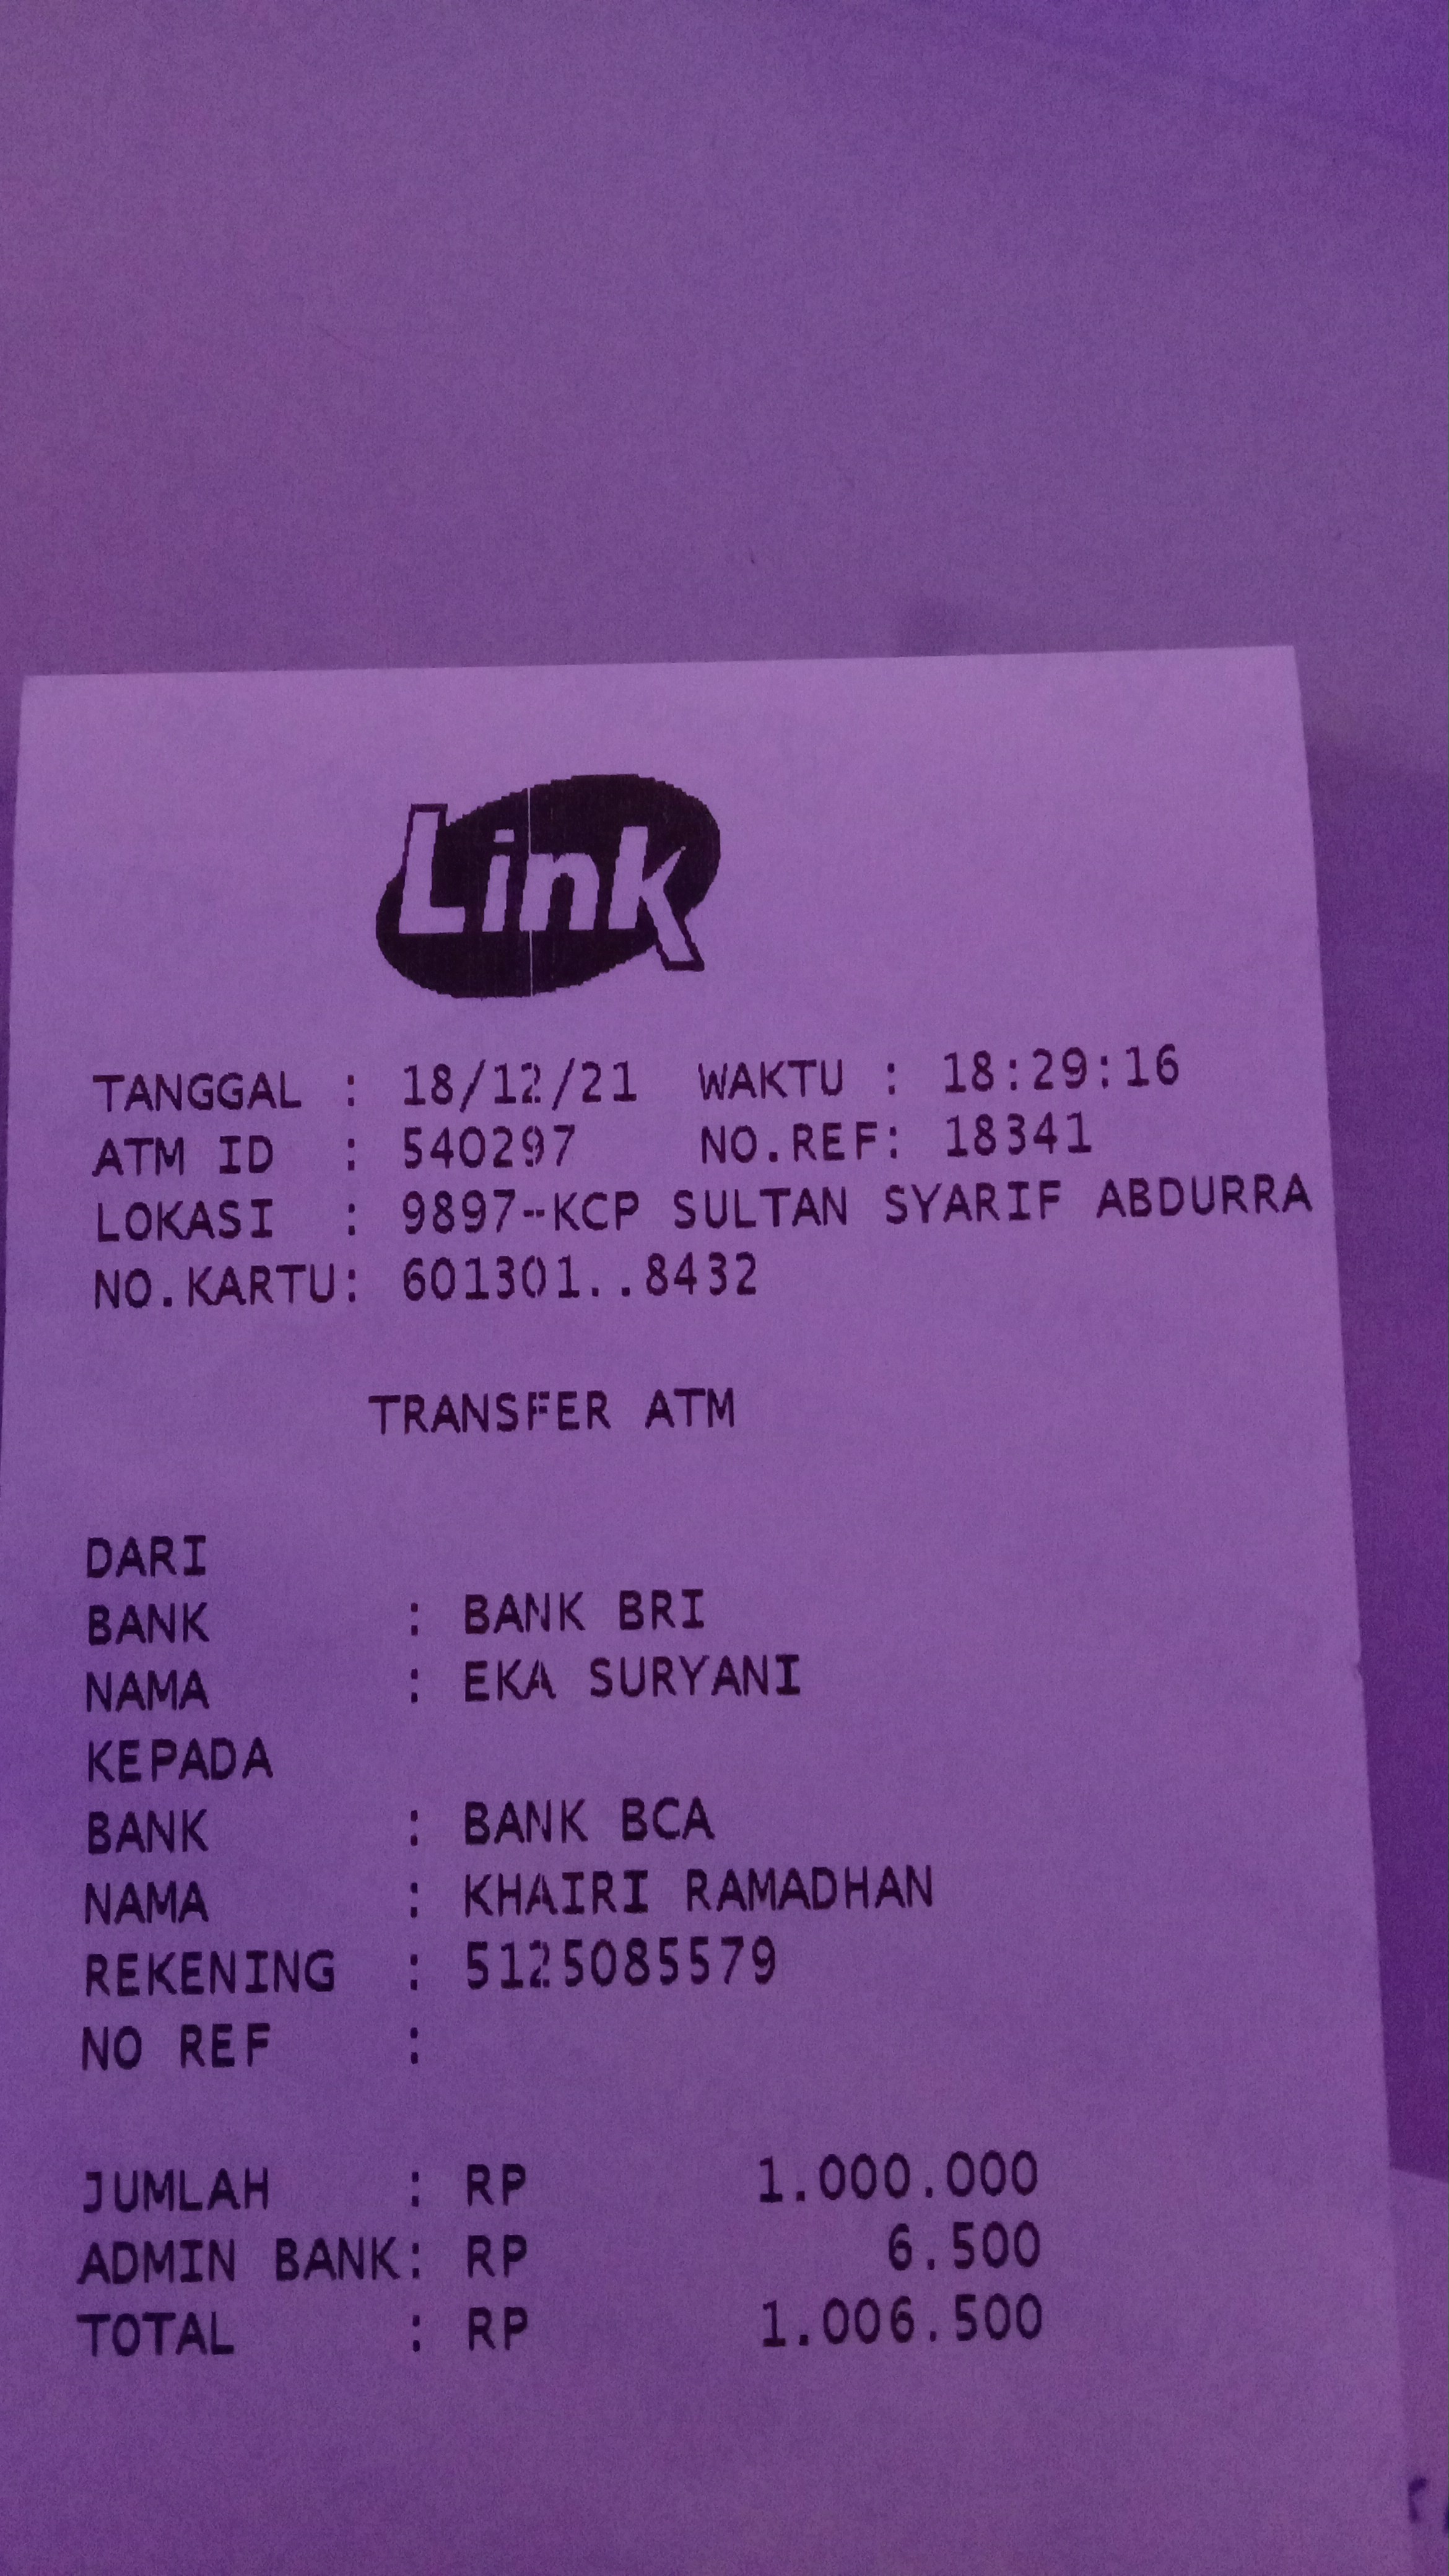 Link
TANGGAL : 18/12/21 WAKTU : 18:29:16
ATM ID : 540297 NO.REF: 18341
LOKASI : 9897-KCP SULTAN SYARIF ABDURRA
NO.KARTU: 601301..8432
TRANSFER ATM
DARI
BANK : BANK BRI
NAMA : EKA SURYANI
KEPADA
BANK : BANK BCA
NAMA : KHAIRI RAMADHAN
REKENING : 5125085579
NO REF :
JUMLAH : RP 1.000.000
ADMIN BANK: RP 6.500
TOTAL : RP 1.006.500